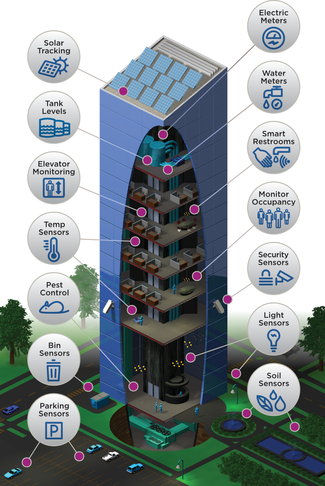 Electric
Meters
Solar
Tracking
Water
Meters
Tank
Levels
Smart
Restrooms
Elevator
Monitoring
Monitor
Occupancy
Temp
Sensors
Security
Sensors
Pest
Control
Light
Sensors
Bin
Sensors
Soil
Sensors
Parking
Sensors
P